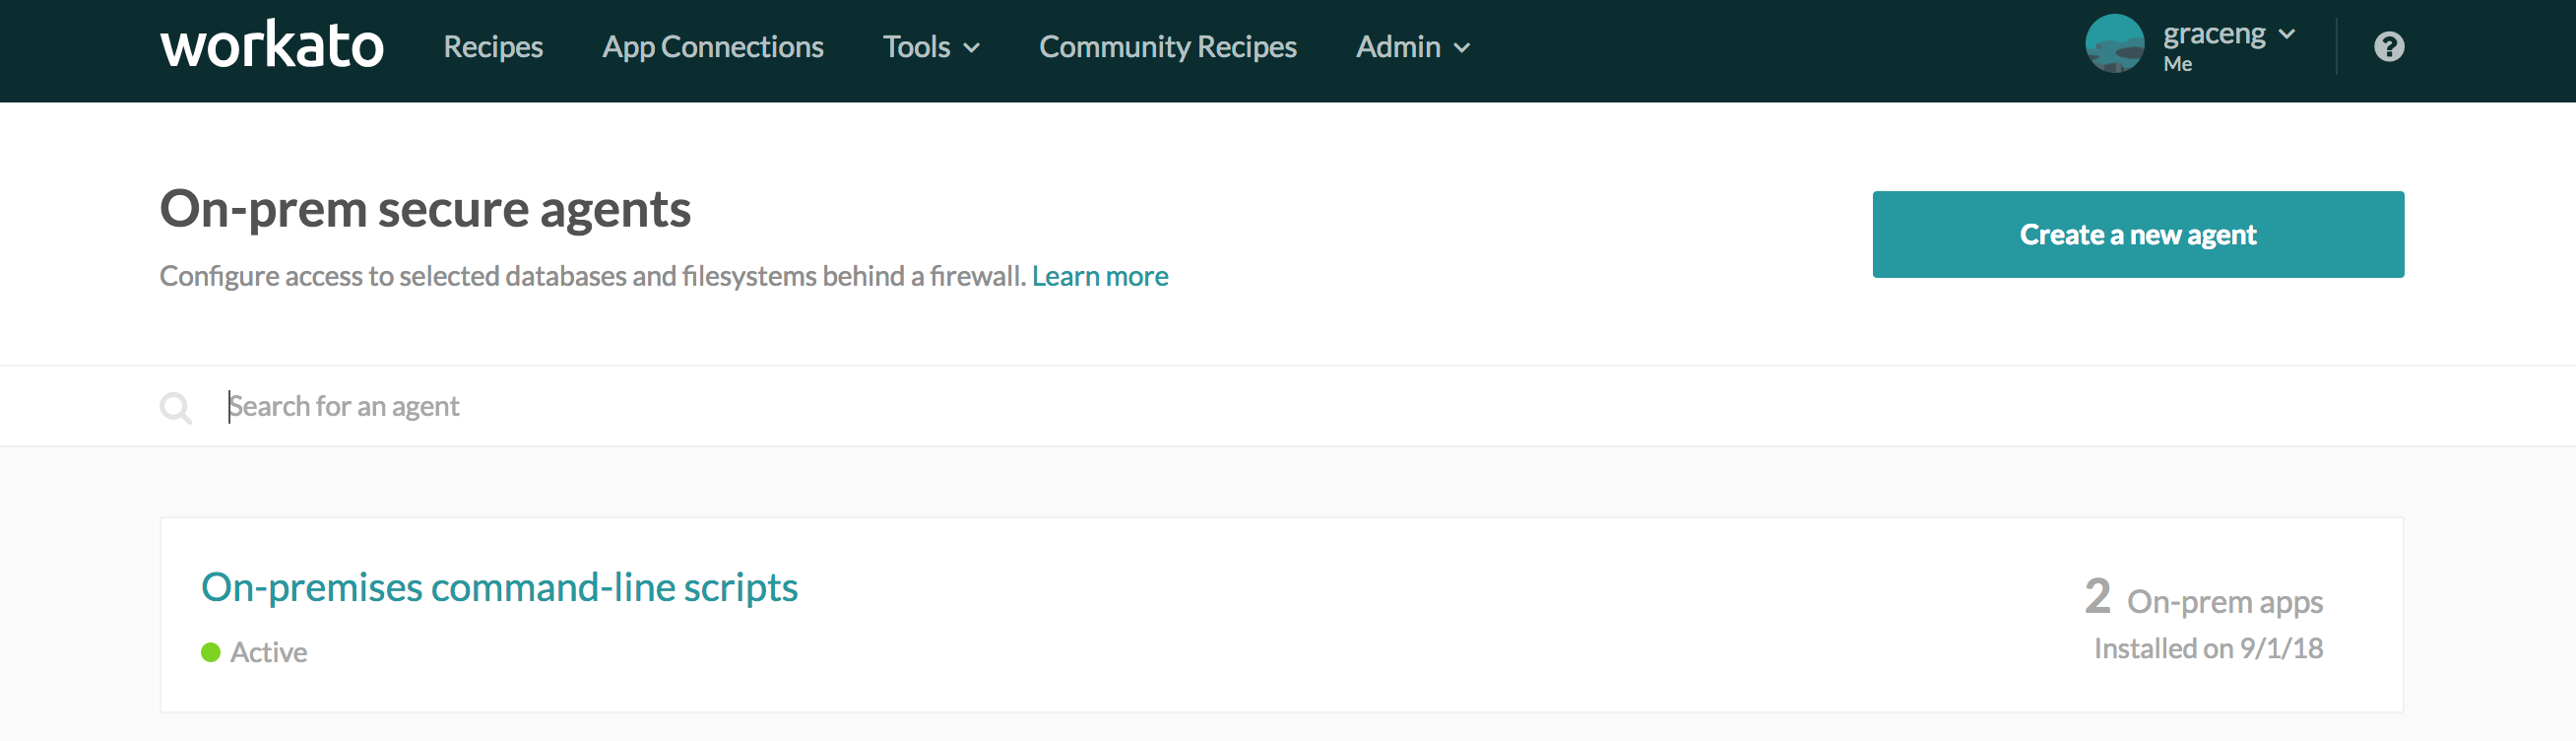 workato Recipes App Connections Tools Community Recipes Admin graceng
Me
On-prem secure agents
Create a new agent
Configure access to selected databases and filesystems behind a firewall. Learn more
Search for an agent
On-premises command-line scripts
2 On-prem apps
Active
Installed on 9/1/18